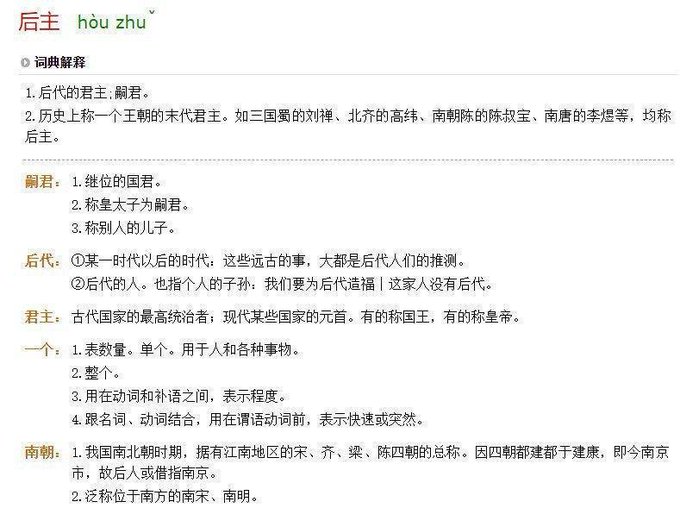 后主 hòu zhuˇ
词典解释
1.后代的君主;嗣君。
2.历史上称一个王朝的末代君主。如三国蜀的刘禅、北齐的高纬、南朝陈的陈叔宝、南唐的李煜等，均称
后主。
嗣君： 1.继位的国君。
2.称皇太子为嗣君。
3.称别人的儿子。
后代： ①某一时代以后的时代：这些远古的事，大都是后代人们的推测。
②后代的人。也指个人的子孙：我们要为后代造福｜这家人没有后代。
君主： 古代国家的最高统治者；现代某些国家的元首。有的称国王，有的称皇帝。
一个： 1.表数量。单个。用于人和各种事物。
2.整个。
3.用在动词和补语之间，表示程度。
4.跟名词、动词结合，用在谓语动词前，表示快速或突然。
南朝： 1.我国南北朝时期，据有江南地区的宋、齐、梁、陈四朝的总称。因四朝都建都于建康，即今南京
市，故后人或借指南京。
2.泛称位于南方的南宋、南明。